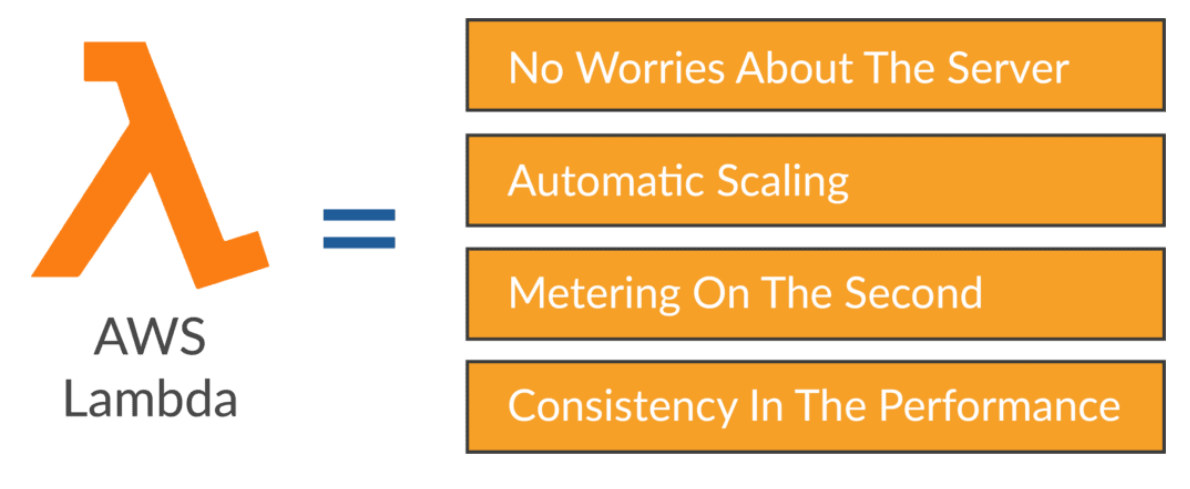 No Worries About The Server
Automatic Scaling
Metering On The Second
Consistency In The Performance
AWS
Lambda